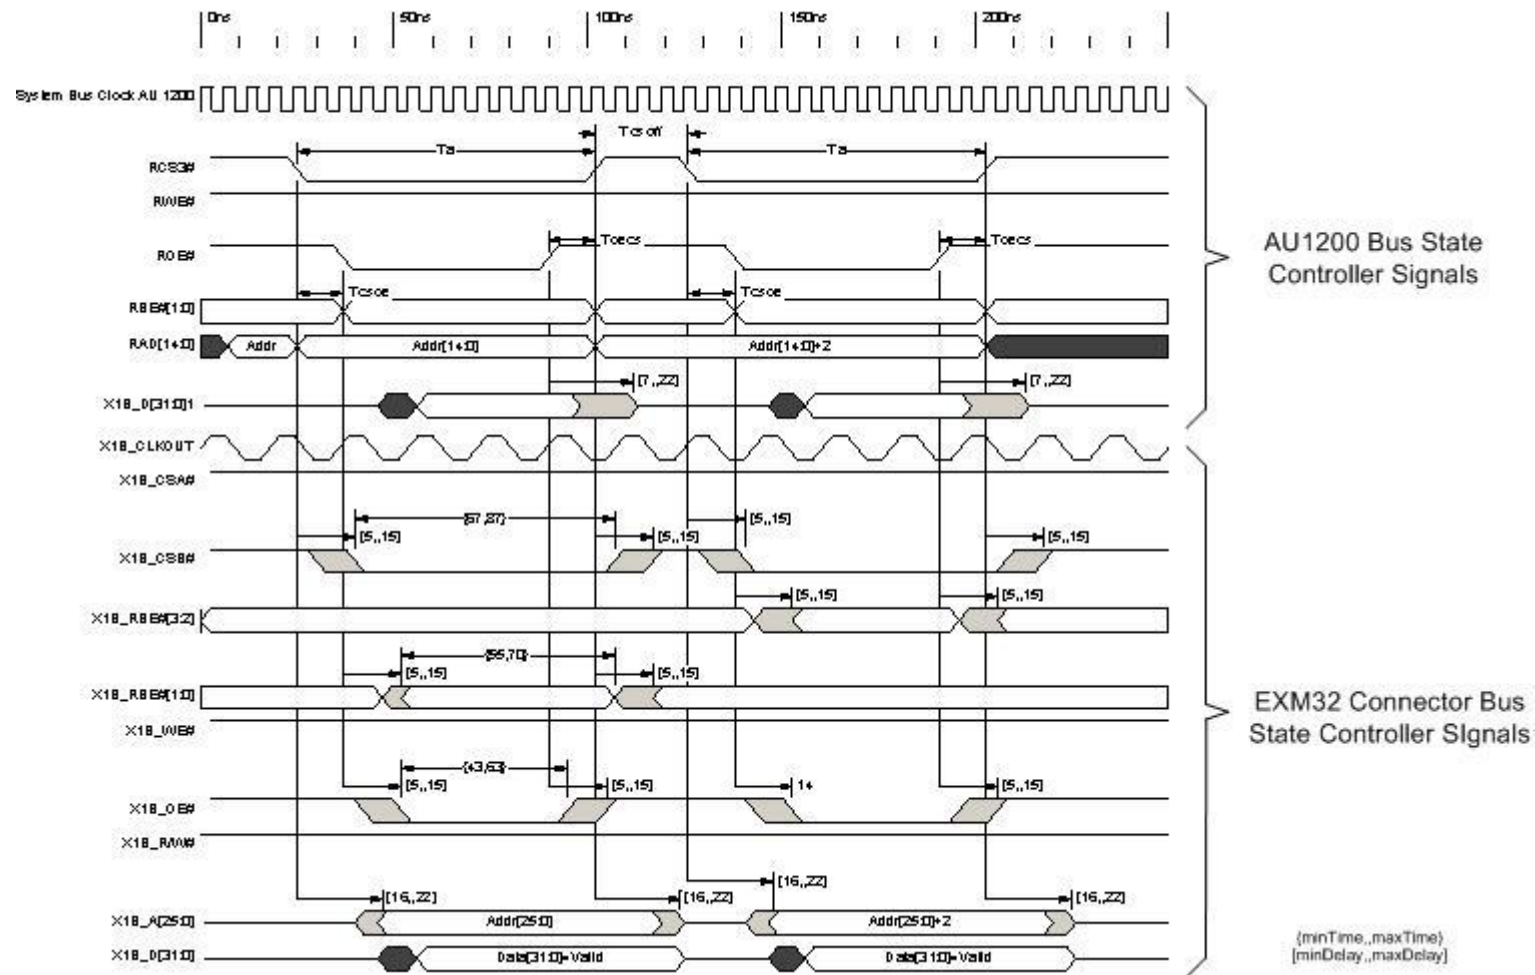 0ns 50ns 100ns 150ns 200ns
System Bus Clock AU 1200
Tcsoff
Ta Ta
RCS3#
RWE#
Toecs Toecs
ROE#
Tcsoe Tcsoe
RBE#[1:0]
RAD[14:0] Addr Addr[14:0] Addr[14:0]+2
[7,,22] [7,,22]
X18_D[31:0]1
X18_CLKOUT
X18_CSA#
{67,87} [5,,15]
[5,,15] [5,,15] [5,,15]
X18_CSB#
[5,,15] [5,,15]
X18_RBE#[3:2]
{55,70}
[5,,15] [5,,15]
X18_RBE#[1:0]
X18_WE#
{43,63}
[5,,15] [5,,15] 14 [5,,15]
X18_OE#
X18_R/W#
[16,,22]
[16,,22] [16,,22] [16,,22]
X18_A[25:0] Addr[25:0] Addr[25:0]+2
X18_D[31:0] Data[31:0]=Valid Data[31:0]=Valid
AU1200 Bus State
Controller Signals
EXM32 Connector Bus
State Controller SIgnals
{minTime,,maxTime}
[minDelay,,maxDelay]